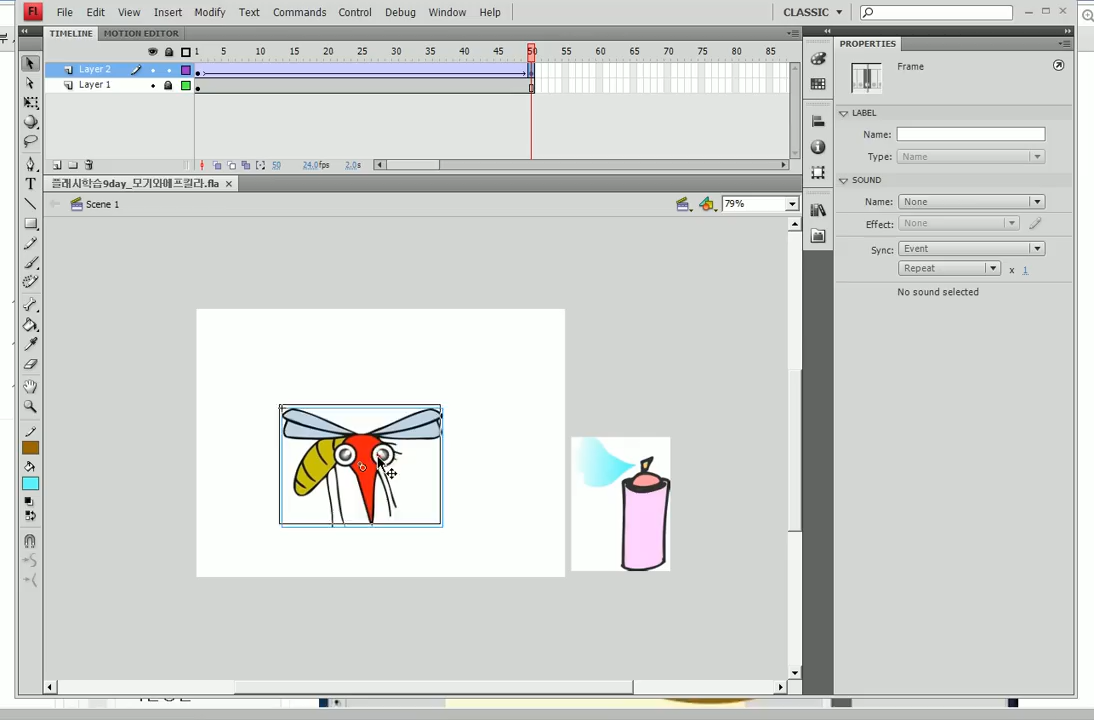 Fl File Edit View Insert Modify Text Commands Control Debug Window Help CLASSIC
TIMELINE MOTION EDITOR
1 5 10 15 20 25 30 35 40 45 50 55 60 65 70 75 80 85
Layer 2
Layer 1
50 24.0fps 2.0s
플래시학습9day_모기와에프킬라.fla
Scene 1 79%
PROPERTIES
Frame
LABEL
Name:
Type: Name
SOUND
Name: None
Effect: None
Sync: Event
Repeat x 1
No sound selected